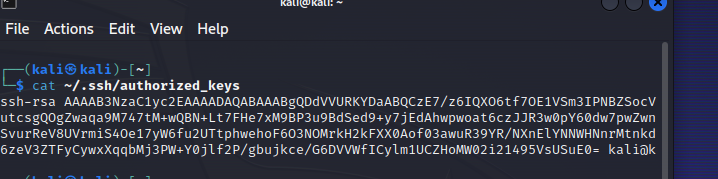 kali@kali: ~
File Actions Edit View Help
┌──(kali㉿kali)-[~]
└─$ cat ~/.ssh/authorized_keys
ssh-rsa AAAAB3NzaC1yc2EAAAADAQABAAABgQDdVVURKYDaABQCzE7/z6IQXO6tf7OE1VSm3IPNBZSocV
utcsgQOgZwaqa9M747tM+wQBN+Lt7FHe7xM9BP3u9BdSed9+y7jEdAhwpwoat6czJJR3w0pY60dw7pwZwn
SvurReV8UVrmiS4Oe17yW6fu2UTtphwehoF6O3NOMrkH2kFXX0Aof03awuR39YR/NXnElYNNWHNnrMtnkd
6zeV3ZTFyCywxXqqbMj3PW+Y0jlf2P/gbujkce/G6DVVWfICylm1UCZHoMW02i21495VsUSuE0= kali@k